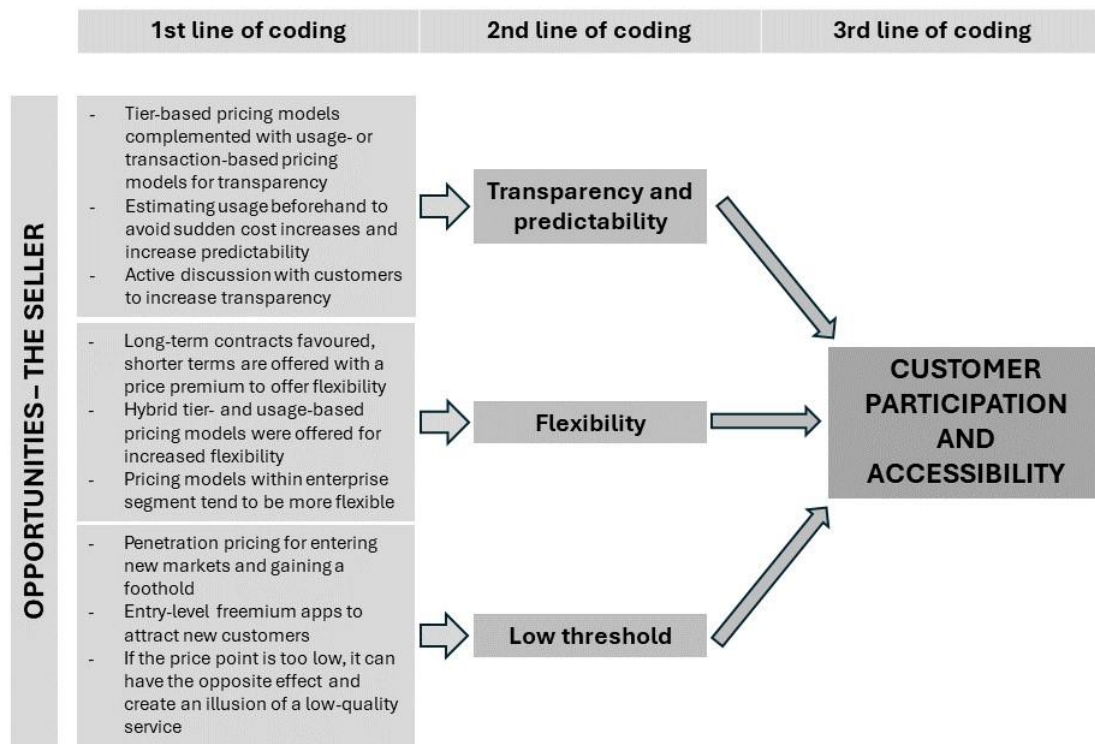 1st line of coding
2nd line of coding
3rd line of coding
OPPORTUNITIES – THE SELLER
- Tier-based pricing models
complemented with usage- or
transaction-based pricing
models for transparency
- Estimating usage beforehand to
avoid sudden cost increases and
increase predictability
- Active discussion with customers
to increase transparency
Transparency and
predictability
- Long-term contracts favoured,
shorter terms are offered with a
price premium to offer flexibility
- Hybrid tier- and usage-based
pricing models were offered for
increased flexibility
- Pricing models within enterprise
segment tend to be more flexible
Flexibility
- Penetration pricing for entering
new markets and gaining a
foothold
- Entry-level freemium apps to
attract new customers
- If the price point is too low, it can
have the opposite effect and
create an illusion of a low-quality
service
Low threshold
CUSTOMER
PARTICIPATION
AND
ACCESSIBILITY